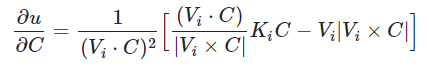 ∂u/∂C = 1/(V_i · C)² [ (V_i · C)/|V_i × C| K_i C − V_i |V_i × C| ]